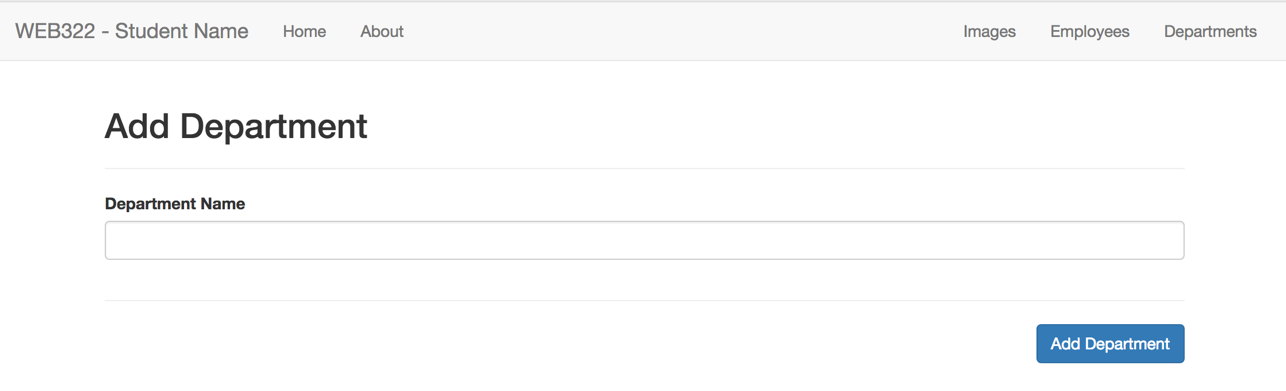 WEB322 - Student Name Home About Images Employees Departments
Add Department
Department Name
Add Department